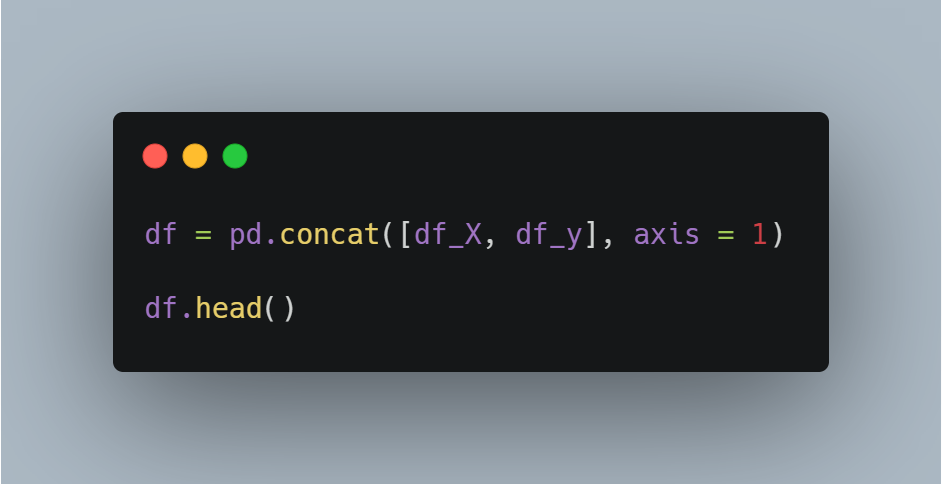 df = pd.concat([df_X, df_y], axis = 1)
df.head()